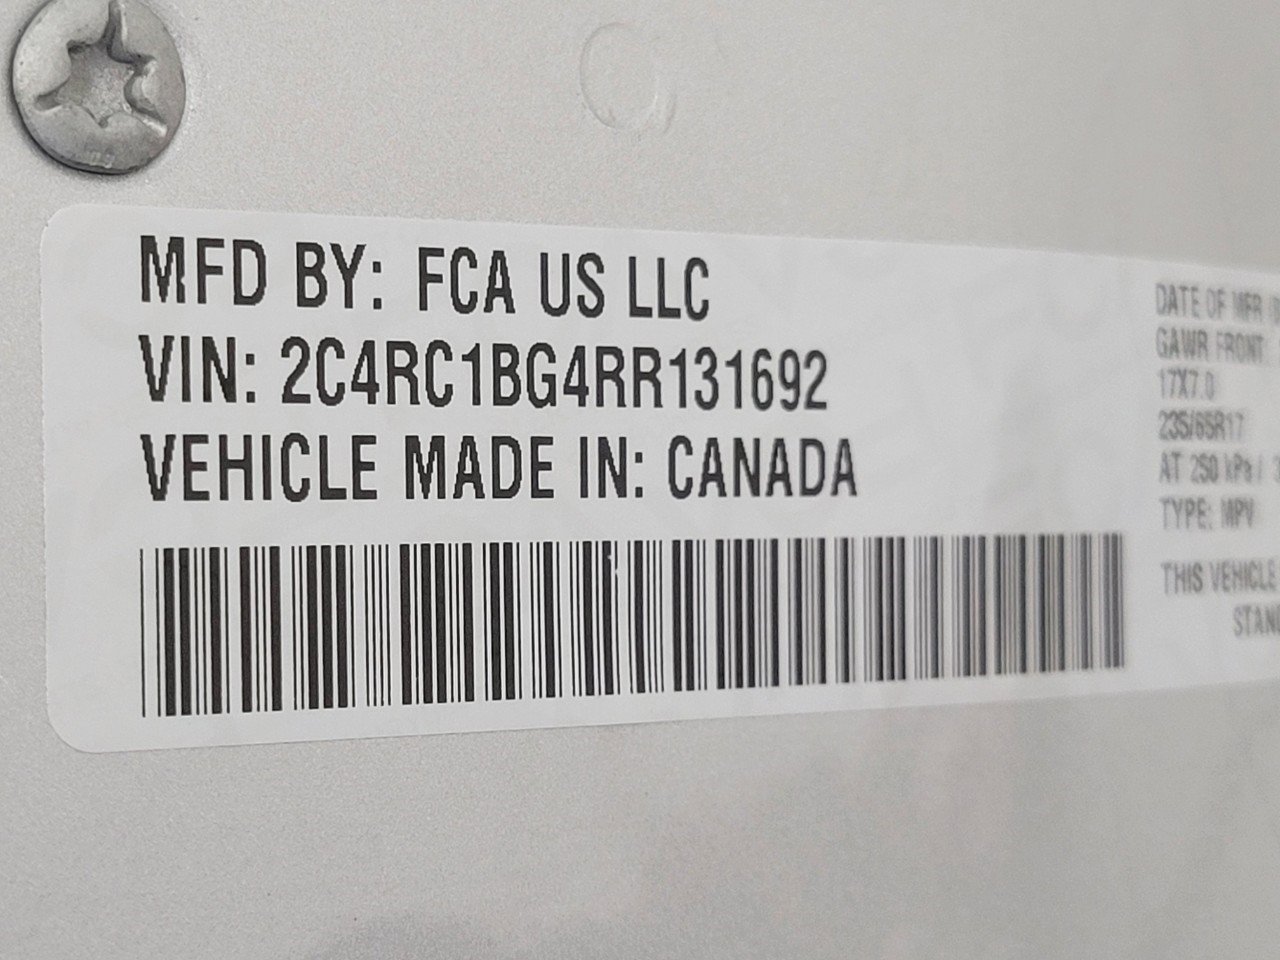 MFD BY: FCA US LLC
VIN: 2C4RC1BG4RR131692
VEHICLE MADE IN: CANADA
DATE OF MFR
GAWR FRONT
17X7.0
235/65R17
AT 250 kPa /
TYPE: MPV
THIS VEHICLE